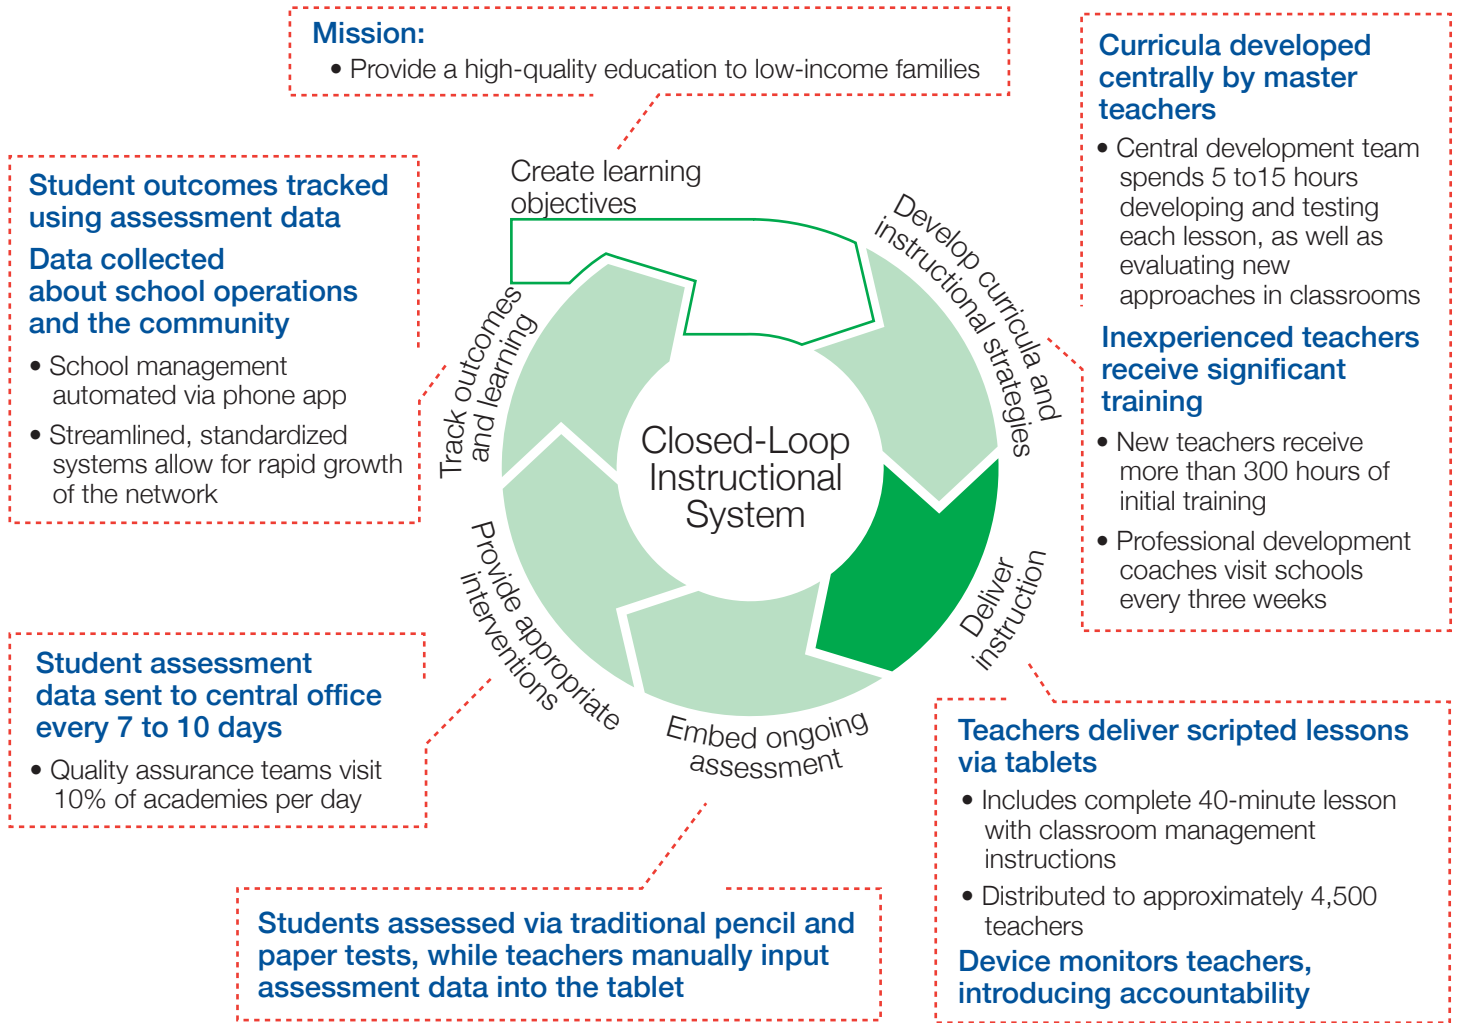 Mission:
• Provide a high-quality education to low-income families
Curricula developed
centrally by master
teachers
• Central development team
spends 5 to15 hours
developing and testing
each lesson, as well as
evaluating new
approaches in classrooms
Inexperienced teachers
receive significant
training
• New teachers receive
more than 300 hours of
initial training
• Professional development
coaches visit schools
every three weeks
Student outcomes tracked
using assessment data
Data collected
about school operations
and the community
• School management
automated via phone app
• Streamlined, standardized
systems allow for rapid growth
of the network
Create learning
objectives
Develop curricula and
instructional strategies
Deliver
instruction
Embed ongoing
assessment
Provide appropriate
interventions
Track outcomes
and learning
Closed-Loop
Instructional
System
Student assessment
data sent to central office
every 7 to 10 days
• Quality assurance teams visit
10% of academies per day
Teachers deliver scripted lessons
via tablets
• Includes complete 40-minute lesson
with classroom management
instructions
• Distributed to approximately 4,500
teachers
Device monitors teachers,
introducing accountability
Students assessed via traditional pencil and
paper tests, while teachers manually input
assessment data into the tablet